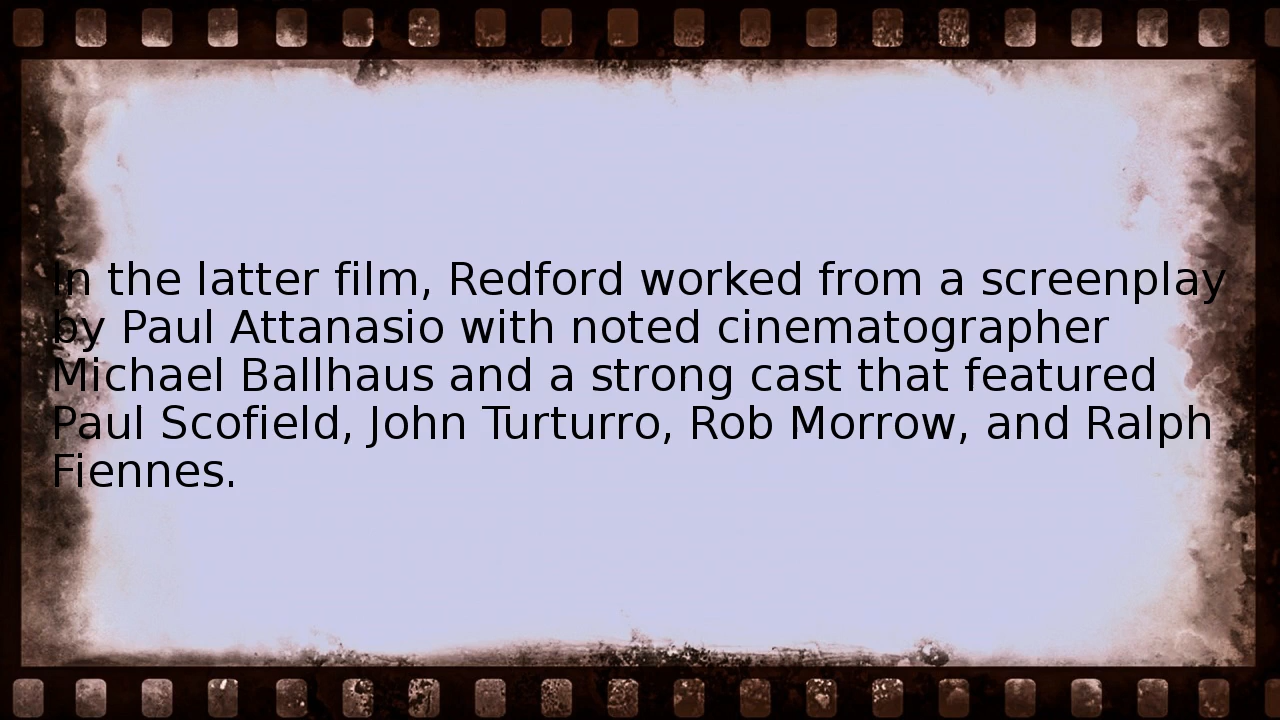 In the latter film, Redford worked from a screenplay
by Paul Attanasio with noted cinematographer
Michael Ballhaus and a strong cast that featured
Paul Scofield, John Turturro, Rob Morrow, and Ralph
Fiennes.